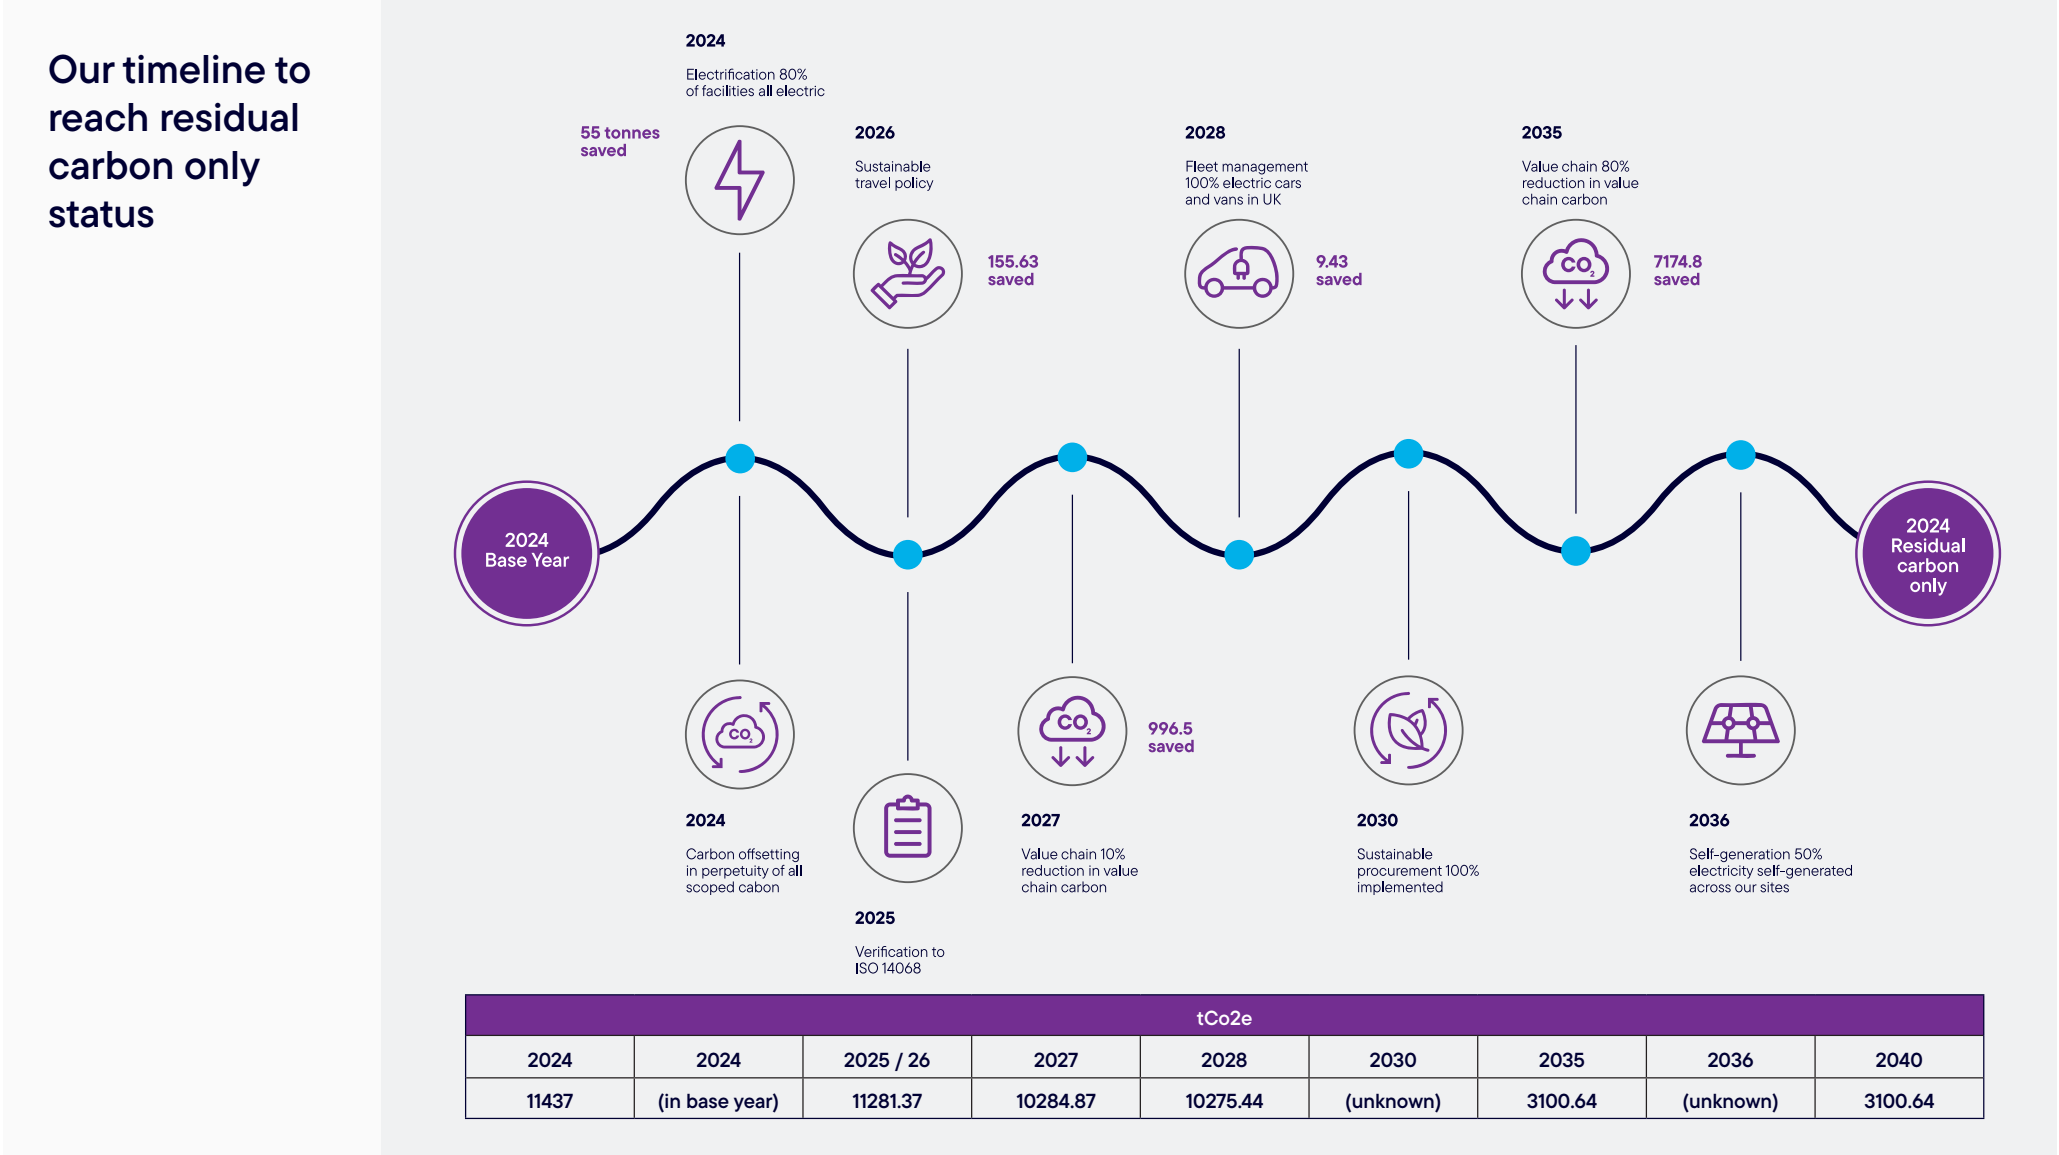 Our timeline to
reach residual
carbon only
status
2024
Electrification 80%
of facilities all electric
55 tonnes
saved
2026
Sustainable
travel policy
155.63
saved
2028
Fleet management
100% electric cars
and vans in UK
9.43
saved
2035
Value chain 80%
reduction in value
chain carbon
CO2
7174.8
saved
2024
Base Year
2024
Residual
carbon
only
CO2
2024
Carbon offsetting
in perpetuity of all
scoped cabon
2025
Verification to
ISO 14068
CO2
996.5
saved
2027
Value chain 10%
reduction in value
chain carbon
2030
Sustainable
procurement 100%
implemented
2036
Self-generation 50%
electricity self-generated
across our sites
tCo2e
2024 2024 2025 / 26 2027 2028 2030 2035 2036 2040
11437 (in base year) 11281.37 10284.87 10275.44 (unknown) 3100.64 (unknown) 3100.64